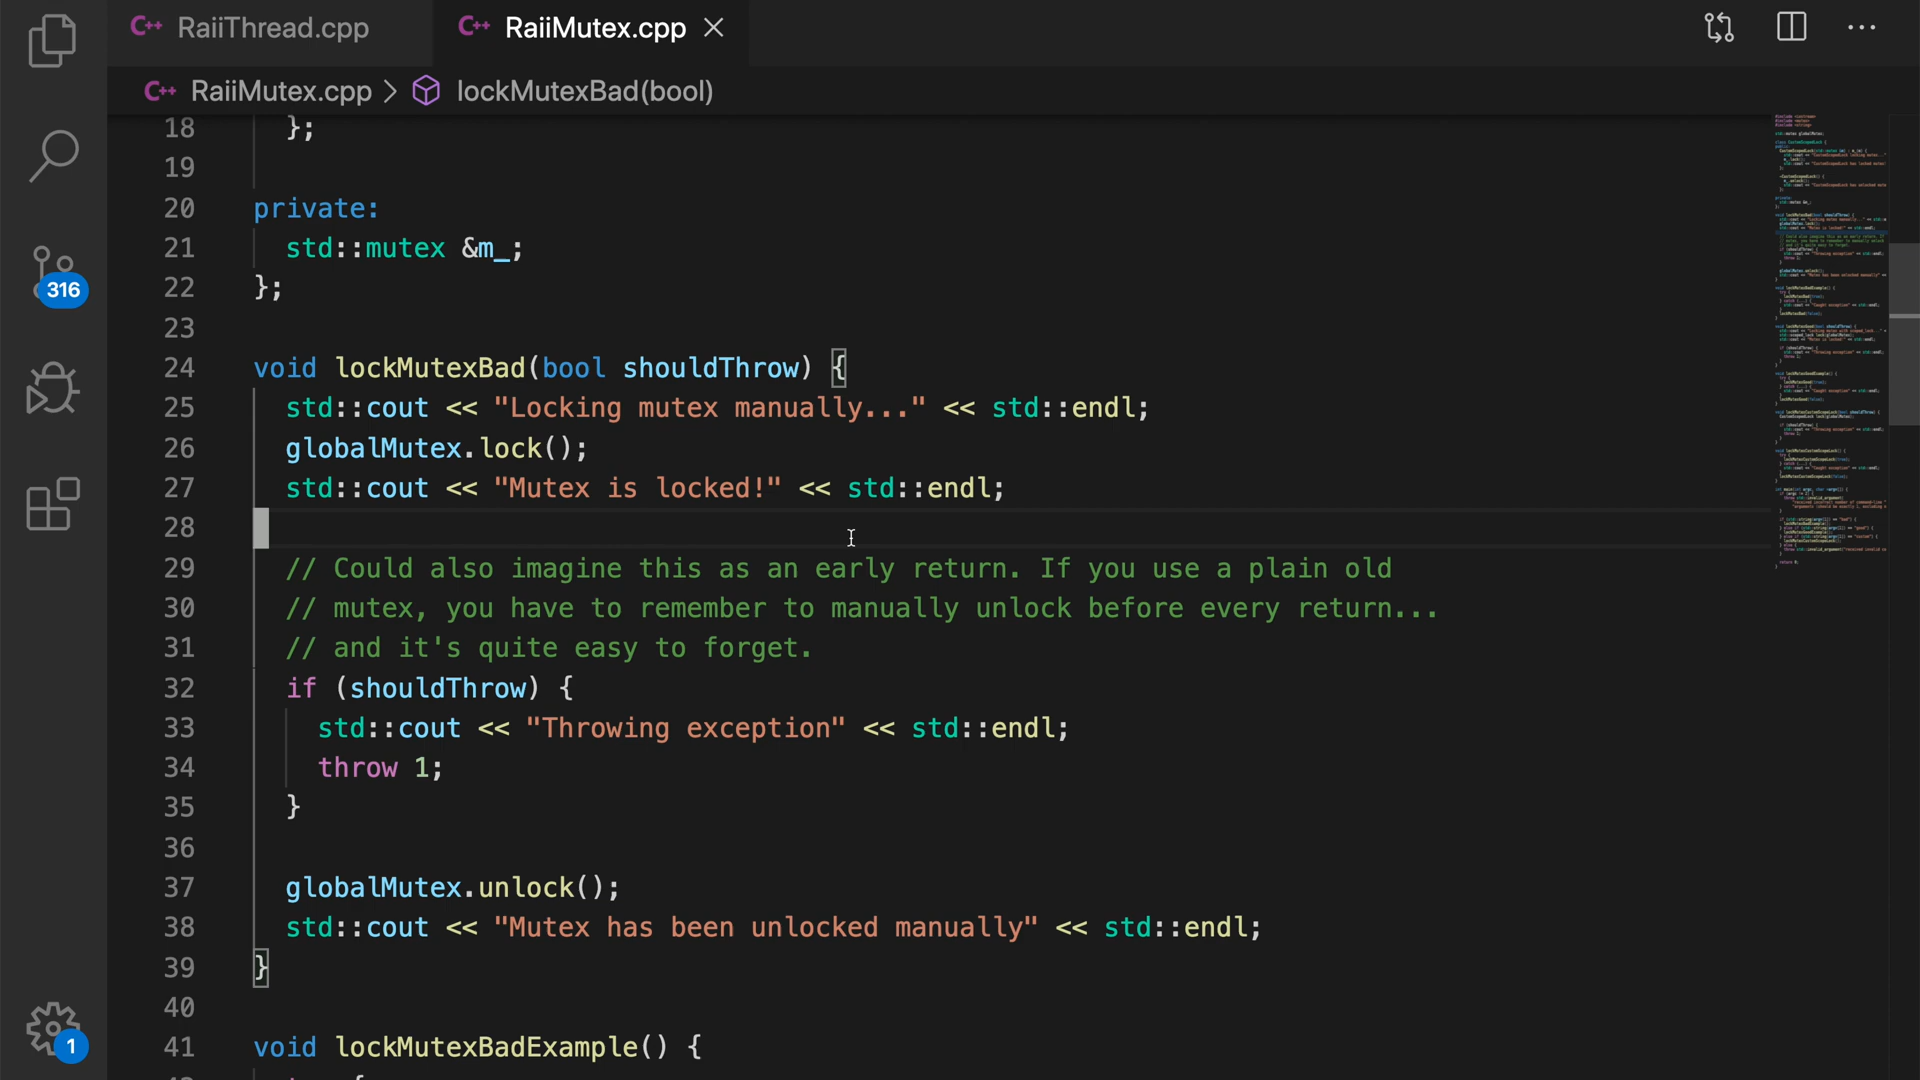 C++ RaiiThread.cpp
C++ RaiiMutex.cpp
C++ RaiiMutex.cpp > lockMutexBad(bool)
316
1
18 };
19
20 private:
21 std::mutex &m_;
22 };
23
24 void lockMutexBad(bool shouldThrow) {
25 std::cout << "Locking mutex manually..." << std::endl;
26 globalMutex.lock();
27 std::cout << "Mutex is locked!" << std::endl;
28
29 // Could also imagine this as an early return. If you use a plain old
30 // mutex, you have to remember to manually unlock before every return...
31 // and it's quite easy to forget.
32 if (shouldThrow) {
33 std::cout << "Throwing exception" << std::endl;
34 throw 1;
35 }
36
37 globalMutex.unlock();
38 std::cout << "Mutex has been unlocked manually" << std::endl;
39 }
40
41 void lockMutexBadExample() {